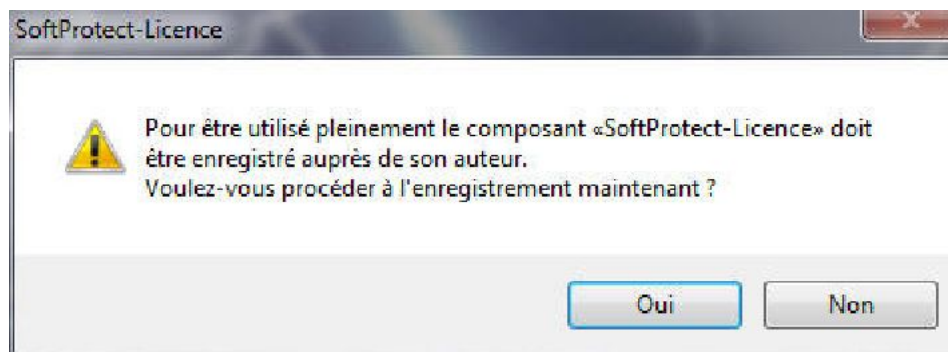 SoftProtect-Licence
Pour être utilisé pleinement le composant «SoftProtect-Licence» doit
être enregistré auprès de son auteur.
Voulez-vous procéder à l'enregistrement maintenant ?
Oui
Non